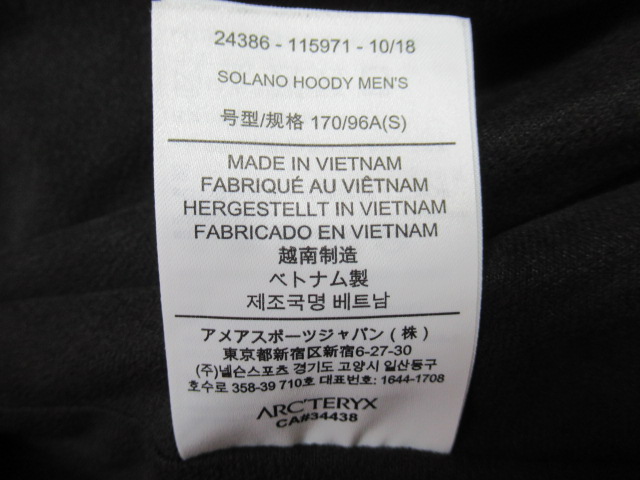 24386 - 115971 - 10/18
SOLANO HOODY MEN'S
号型/规格 170/96A(S)
MADE IN VIETNAM
FABRIQUÉ AU VIÊTNAM
HERGESTELLT IN VIETNAM
FABRICADO EN VIETNAM
越南制造
ベトナム製
제조국명 베트남
アメアスポーツジャパン(株)
東京都新宿区新宿6-27-30
(주)넬슨스포츠 경기도 고양시 일산동구
호수로 358-39 710호 대표번호: 1644-1708
ARC'TERYX
CA#34438